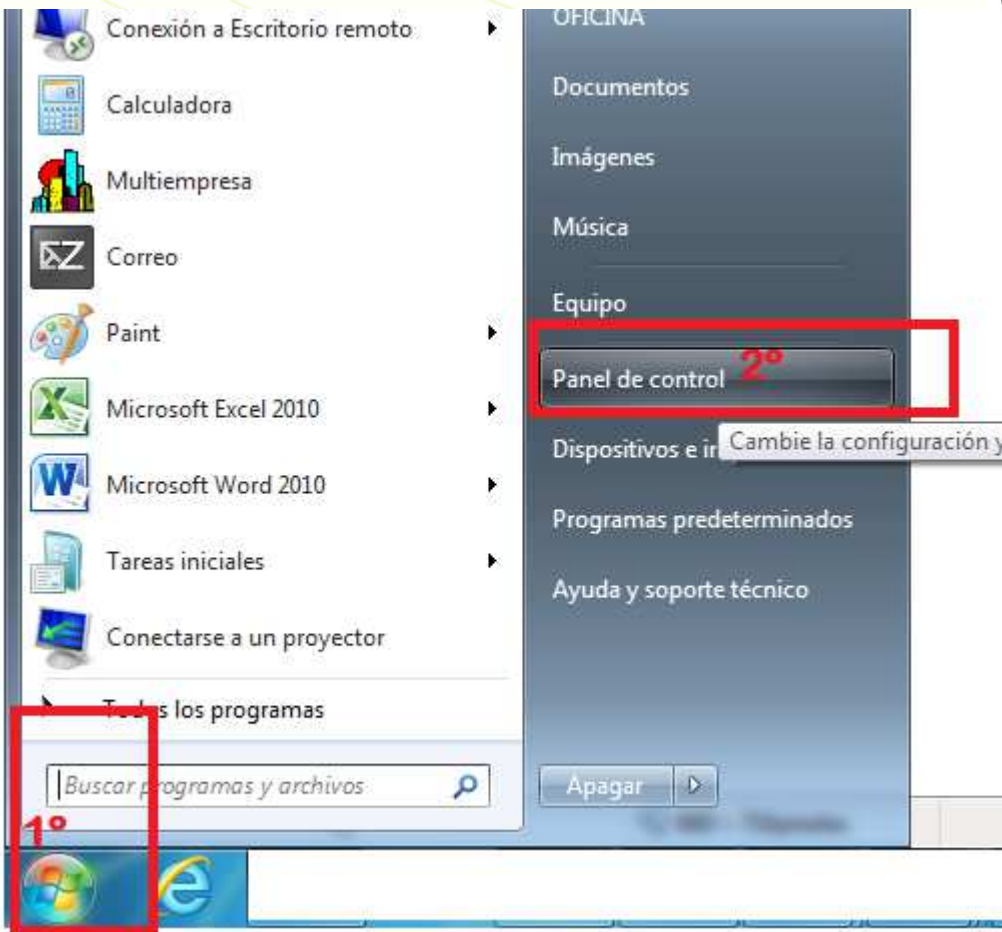 Conexión a Escritorio remoto
Calculadora
Multiempresa
Correo
Paint
Microsoft Excel 2010
Microsoft Word 2010
Tareas iniciales
Conectarse a un proyector
Todos los programas
Buscar programas y archivos
1º
OFICINA
Documentos
Imágenes
Música
Equipo
Panel de control 2º
Cambie la configuración y
Dispositivos e
Programas predeterminados
Ayuda y soporte técnico
Apagar